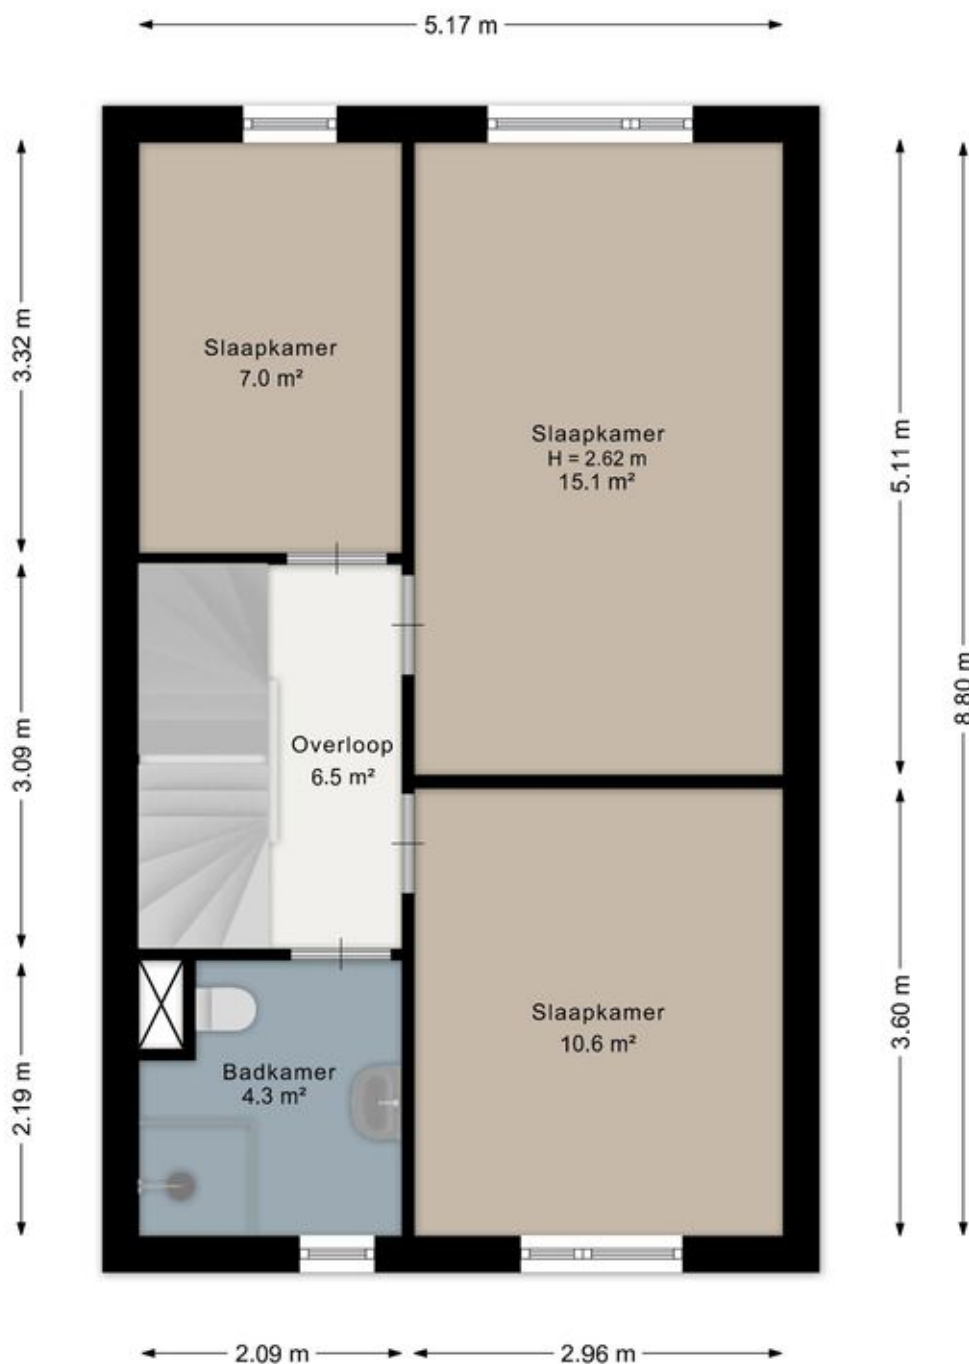 5.17 m
3.32 m
Slaapkamer
7.0 m²
Slaapkamer
H = 2.62 m
15.1 m²
5.11 m
8.80 m
3.09 m
Overloop
6.5 m²
Slaapkamer
10.6 m²
3.60 m
2.19 m
Badkamer
4.3 m²
2.09 m
2.96 m